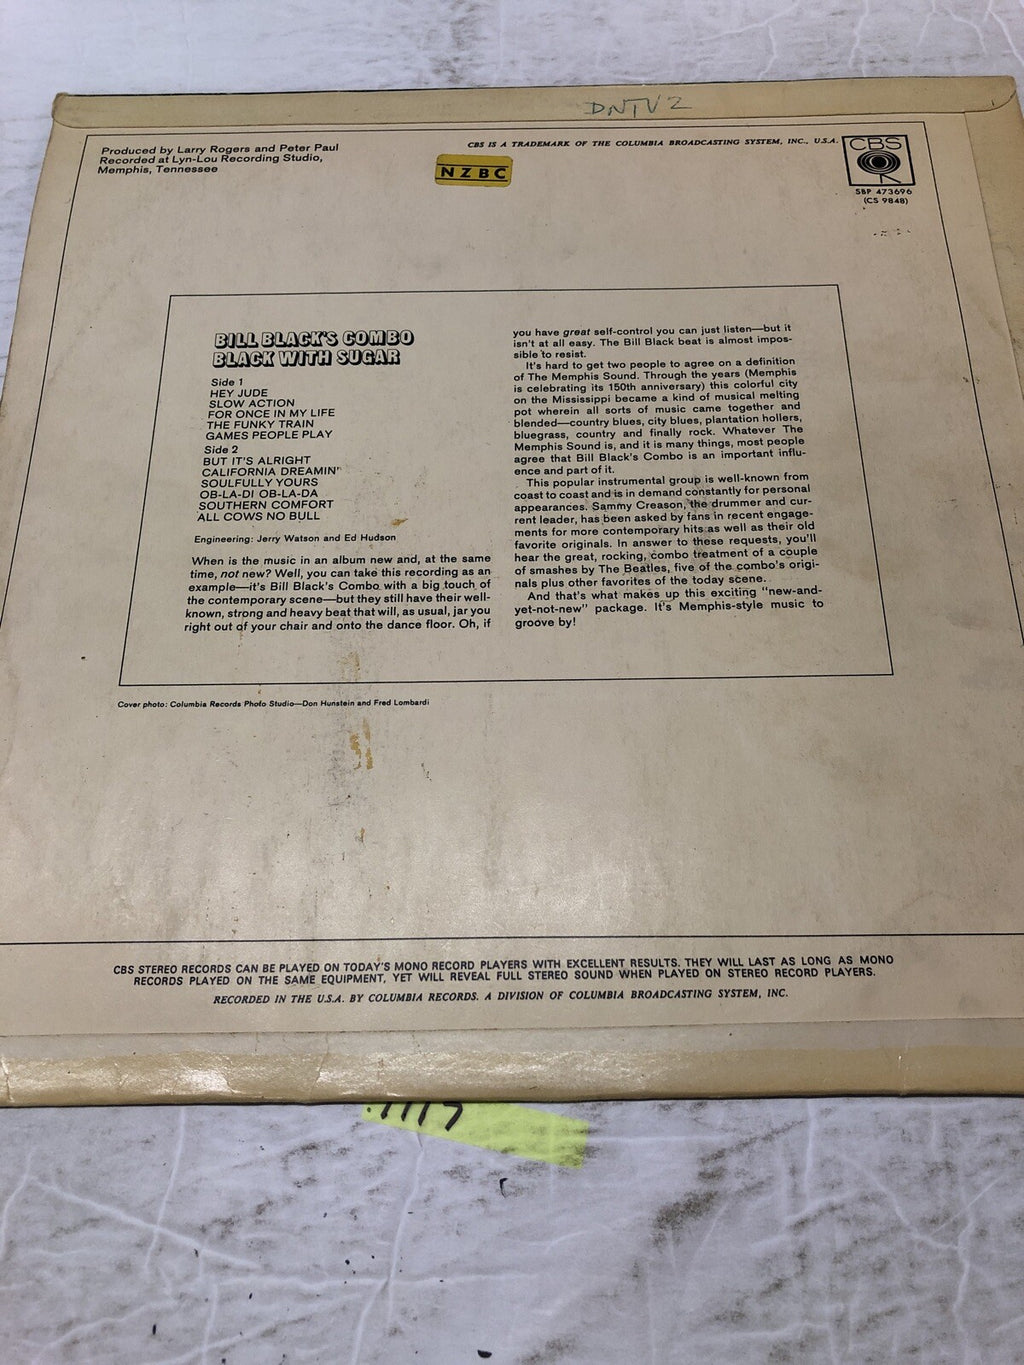 DNTV2
Produced by Larry Rogers and Peter Paul
Recorded at Lyn-Lou Recording Studio,
Memphis, Tennessee
CBS IS A TRADEMARK OF THE COLUMBIA BROADCASTING SYSTEM, INC., U.S.A.
NZBC
CBS
SBP 473696
(CS 9848)
BILL BLACK'S COMBO
BLACK WITH SUGAR
Side 1
HEY JUDE
SLOW ACTION
FOR ONCE IN MY LIFE
THE FUNKY TRAIN
GAMES PEOPLE PLAY
Side 2
BUT IT'S ALRIGHT
CALIFORNIA DREAMIN'
SOULFULLY YOURS
OB-LA-DI OB-LA-DA
SOUTHERN COMFORT
ALL COWS NO BULL
Engineering: Jerry Watson and Ed Hudson
When is the music in an album new and, at the same
time, not new? Well, you can take this recording as an
example—it's Bill Black's Combo with a big touch of
the contemporary scene—but they still have their well-
known, strong and heavy beat that will, as usual, jar you
right out of your chair and onto the dance floor. Oh, if
you have great self-control you can just listen—but it
isn't at all easy. The Bill Black beat is almost impos-
sible to resist.
It's hard to get two people to agree on a definition
of The Memphis Sound. Through the years (Memphis
is celebrating its 150th anniversary) this colorful city
on the Mississippi became a kind of musical melting
pot wherein all sorts of music came together and
blended—country blues, city blues, plantation hollers,
bluegrass, country and finally rock. Whatever The
Memphis Sound is, and it is many things, most people
agree that Bill Black's Combo is an important influ-
ence and part of it.
This popular instrumental group is well-known from
coast to coast and is in demand constantly for personal
appearances. Sammy Creason, the drummer and cur-
rent leader, has been asked by fans in recent engage-
ments for more contemporary hits as well as their old
favorite originals. In answer to these requests, you'll
hear the great, rocking, combo treatment of a couple
of smashes by The Beatles, five of the combo's origi-
nals plus other favorites of the today scene.
And that's what makes up this exciting "new-and-
yet-not-new" package. It's Memphis-style music to
groove by!
Cover photo: Columbia Records Photo Studio—Don Hunstein and Fred Lombardi
CBS STEREO RECORDS CAN BE PLAYED ON TODAY'S MONO RECORD PLAYERS WITH EXCELLENT RESULTS. THEY WILL LAST AS LONG AS MONO
RECORDS PLAYED ON THE SAME EQUIPMENT, YET WILL REVEAL FULL STEREO SOUND WHEN PLAYED ON STEREO RECORD PLAYERS.
RECORDED IN THE U.S.A. BY COLUMBIA RECORDS. A DIVISION OF COLUMBIA BROADCASTING SYSTEM, INC.